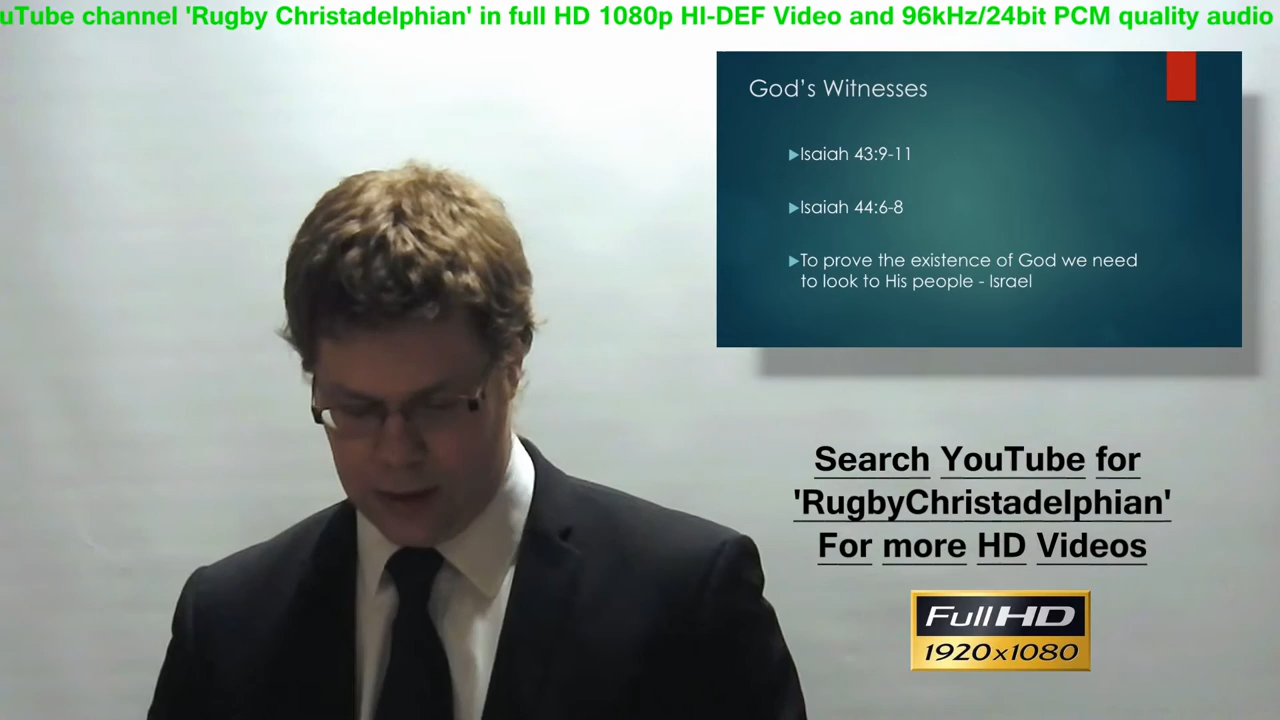 uTube channel 'Rugby Christadelphian' in full HD 1080p HI-DEF Video and 96kHz/24bit PCM quality audio
God's Witnesses
▶Isaiah 43:9-11
▶Isaiah 44:6-8
▶To prove the existence of God we need
to look to His people - Israel
Search YouTube for
'RugbyChristadelphian'
For more HD Videos
Full HD
1920x1080